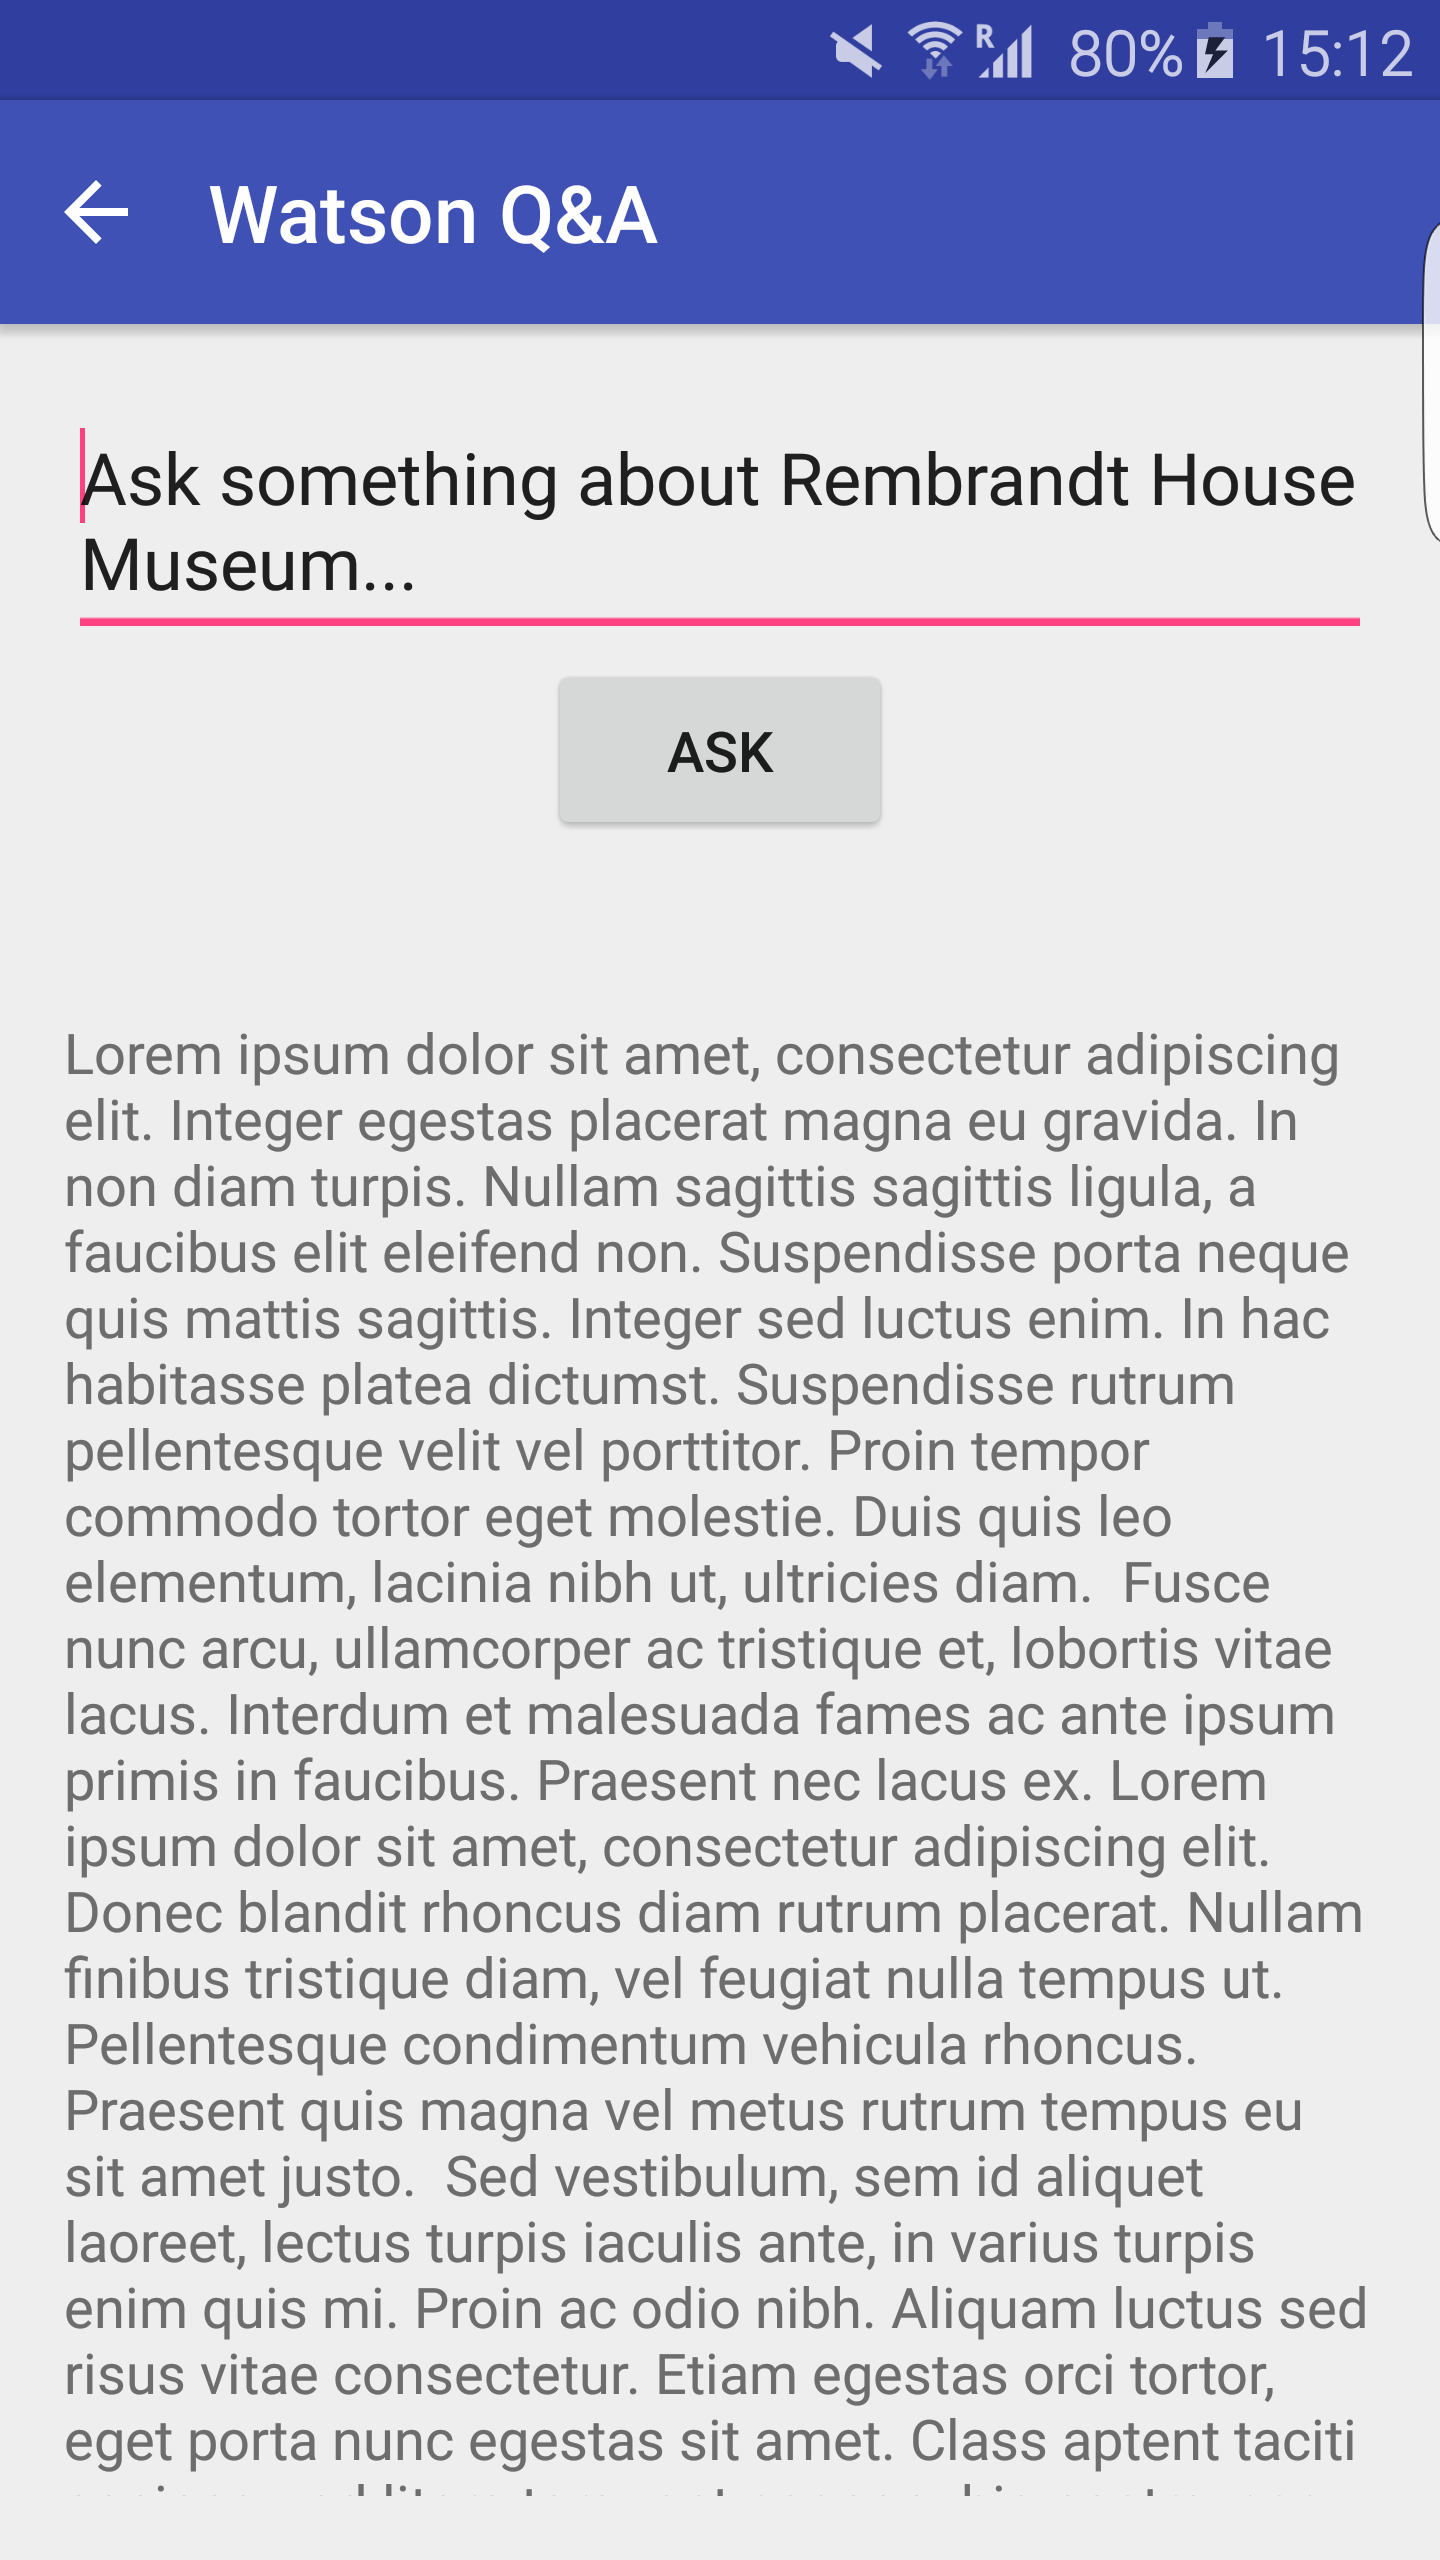 R 80% 15:12
Watson Q&A
Ask something about Rembrandt House
Museum...
ASK
Lorem ipsum dolor sit amet, consectetur adipiscing
elit. Integer egestas placerat magna eu gravida. In
non diam turpis. Nullam sagittis sagittis ligula, a
faucibus elit eleifend non. Suspendisse porta neque
quis mattis sagittis. Integer sed luctus enim. In hac
habitasse platea dictumst. Suspendisse rutrum
pellentesque velit vel porttitor. Proin tempor
commodo tortor eget molestie. Duis quis leo
elementum, lacinia nibh ut, ultricies diam.  Fusce
nunc arcu, ullamcorper ac tristique et, lobortis vitae
lacus. Interdum et malesuada fames ac ante ipsum
primis in faucibus. Praesent nec lacus ex. Lorem
ipsum dolor sit amet, consectetur adipiscing elit.
Donec blandit rhoncus diam rutrum placerat. Nullam
finibus tristique diam, vel feugiat nulla tempus ut.
Pellentesque condimentum vehicula rhoncus.
Praesent quis magna vel metus rutrum tempus eu
sit amet justo.  Sed vestibulum, sem id aliquet
laoreet, lectus turpis iaculis ante, in varius turpis
enim quis mi. Proin ac odio nibh. Aliquam luctus sed
risus vitae consectetur. Etiam egestas orci tortor,
eget porta nunc egestas sit amet. Class aptent taciti